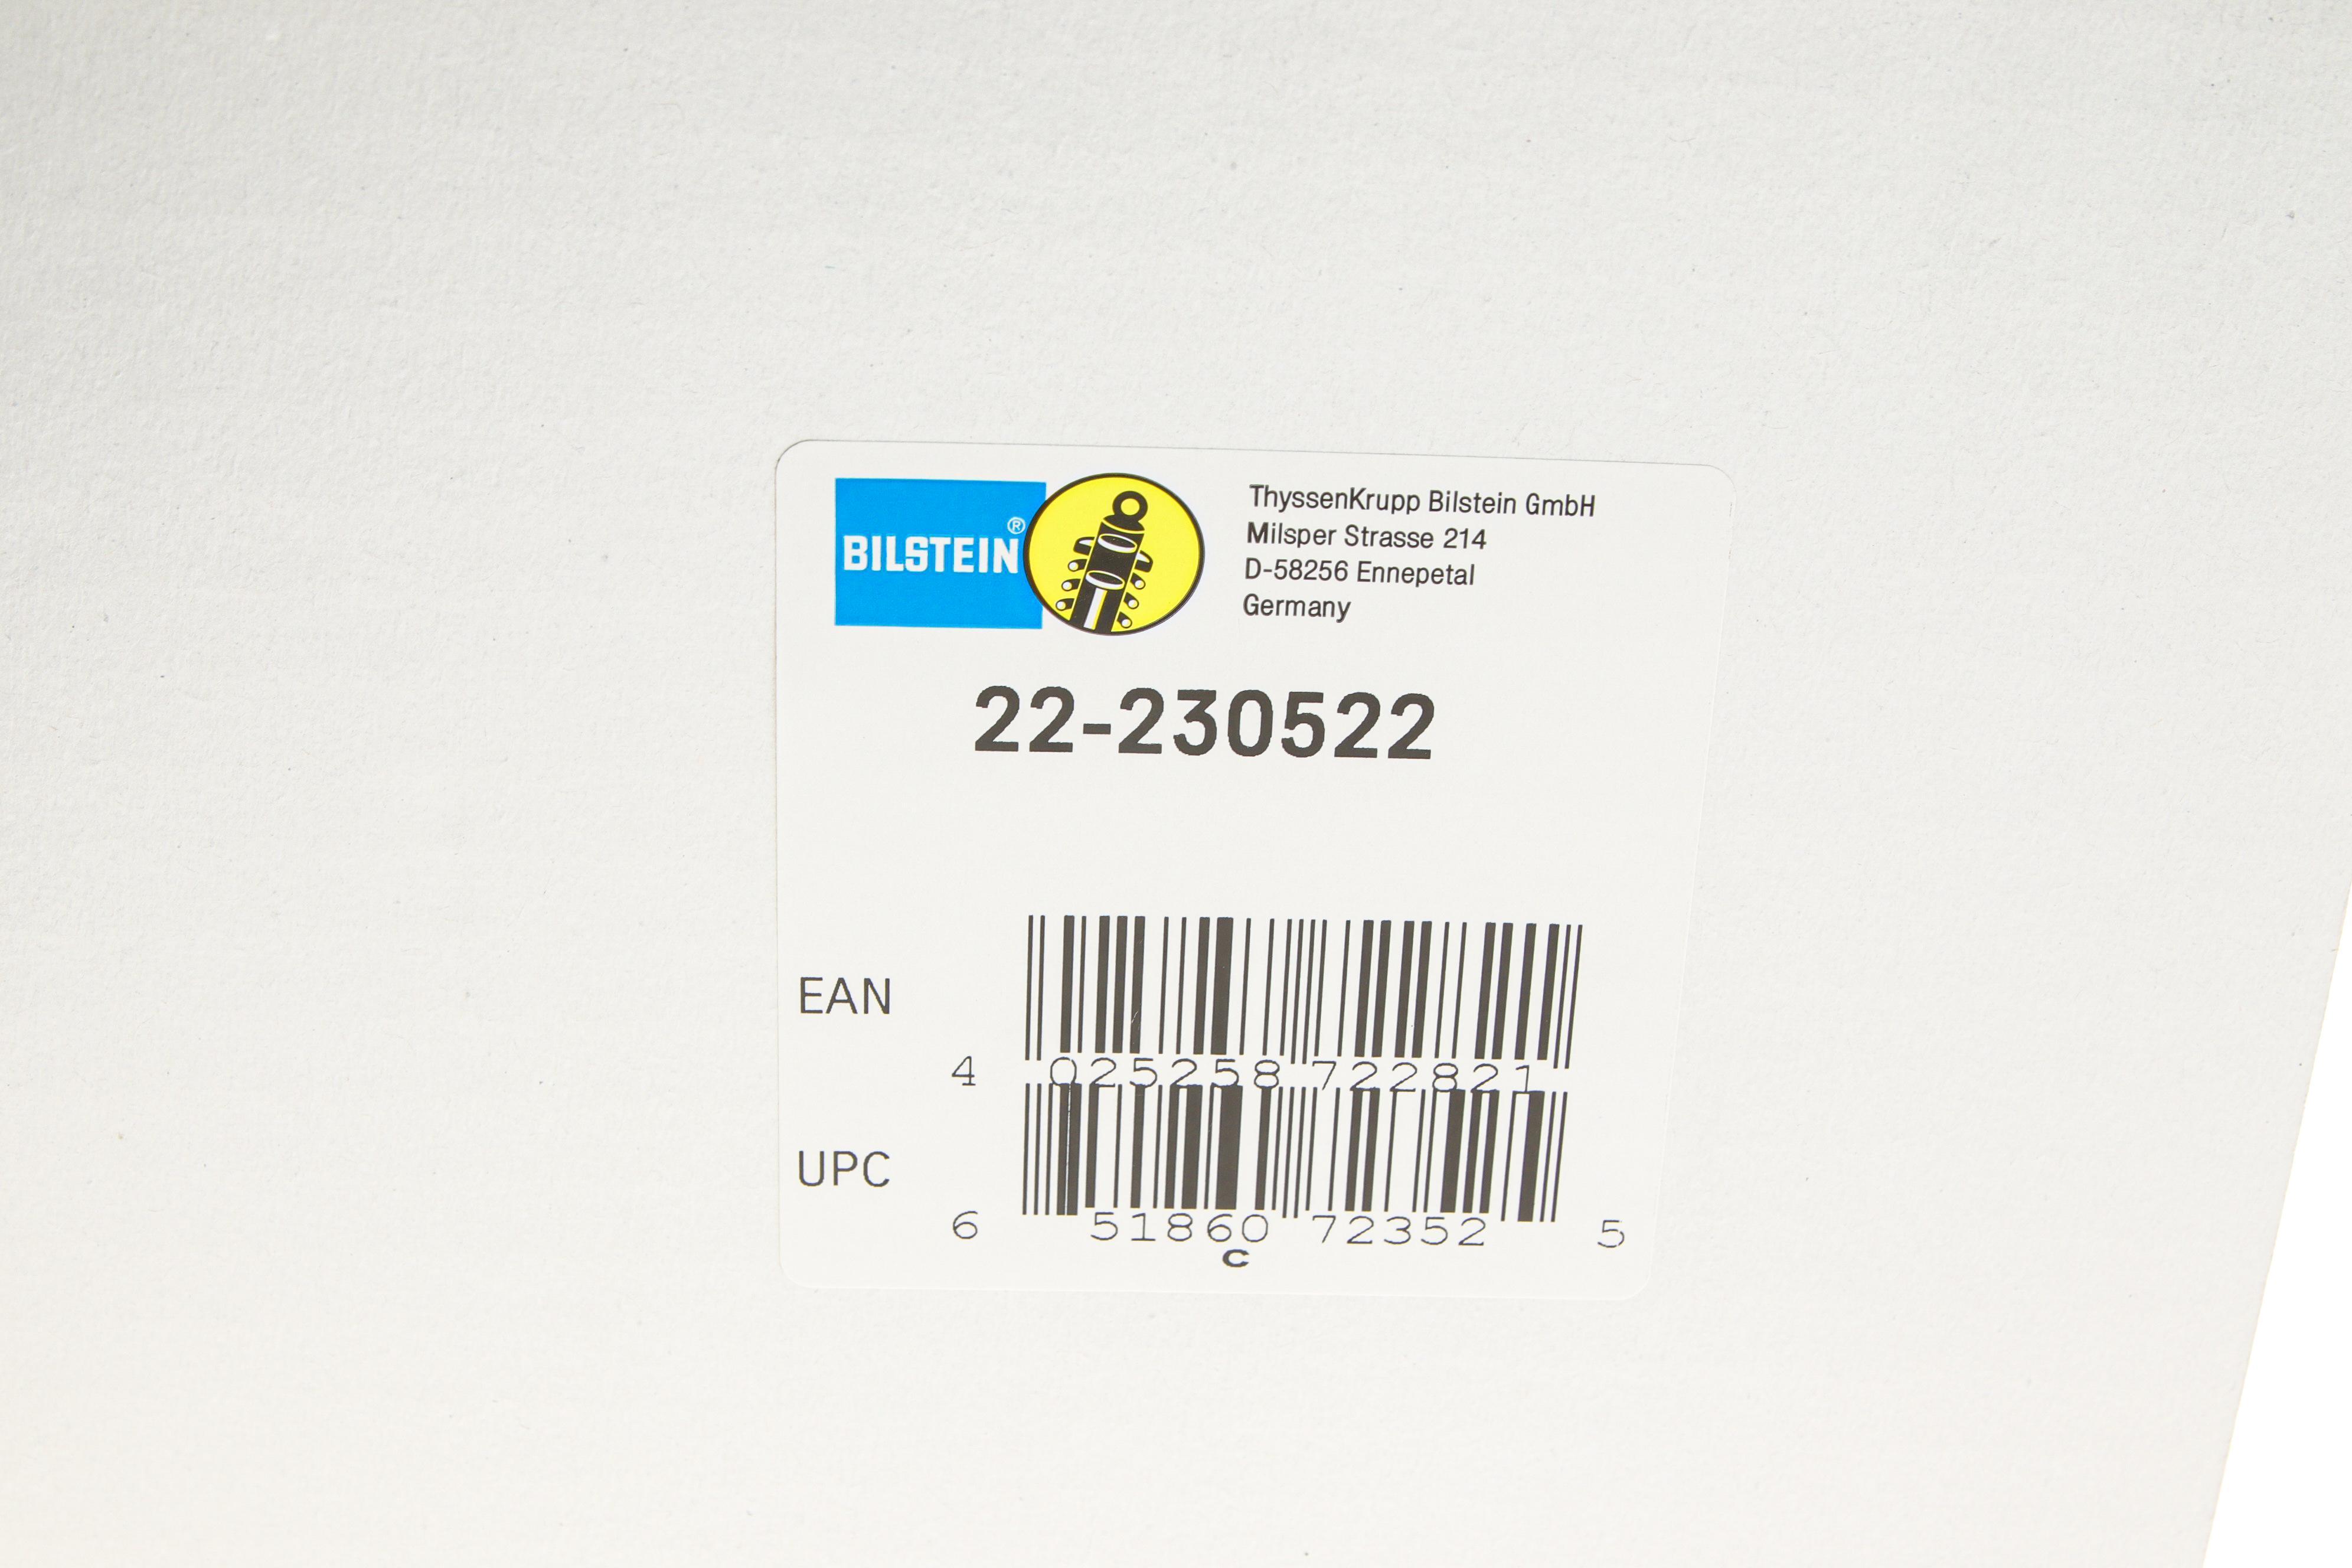 BILSTEIN®
ThyssenKrupp Bilstein GmbH
Milsper Strasse 214
D-58256 Ennepetal
Germany
22-230522
EAN
4 025258 722821
UPC
6 51860 72352 5
C